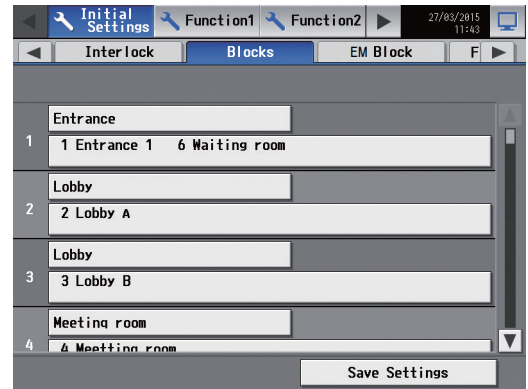 Initial Settings Function1 Function2 27/03/2015 11:43
Interlock Blocks EM Block F
Entrance
1
1 Entrance 1 6 Waiting room
Lobby
2
2 Lobby A
Lobby
3
3 Lobby B
Meeting room
4
4 Meetting room
Save Settings